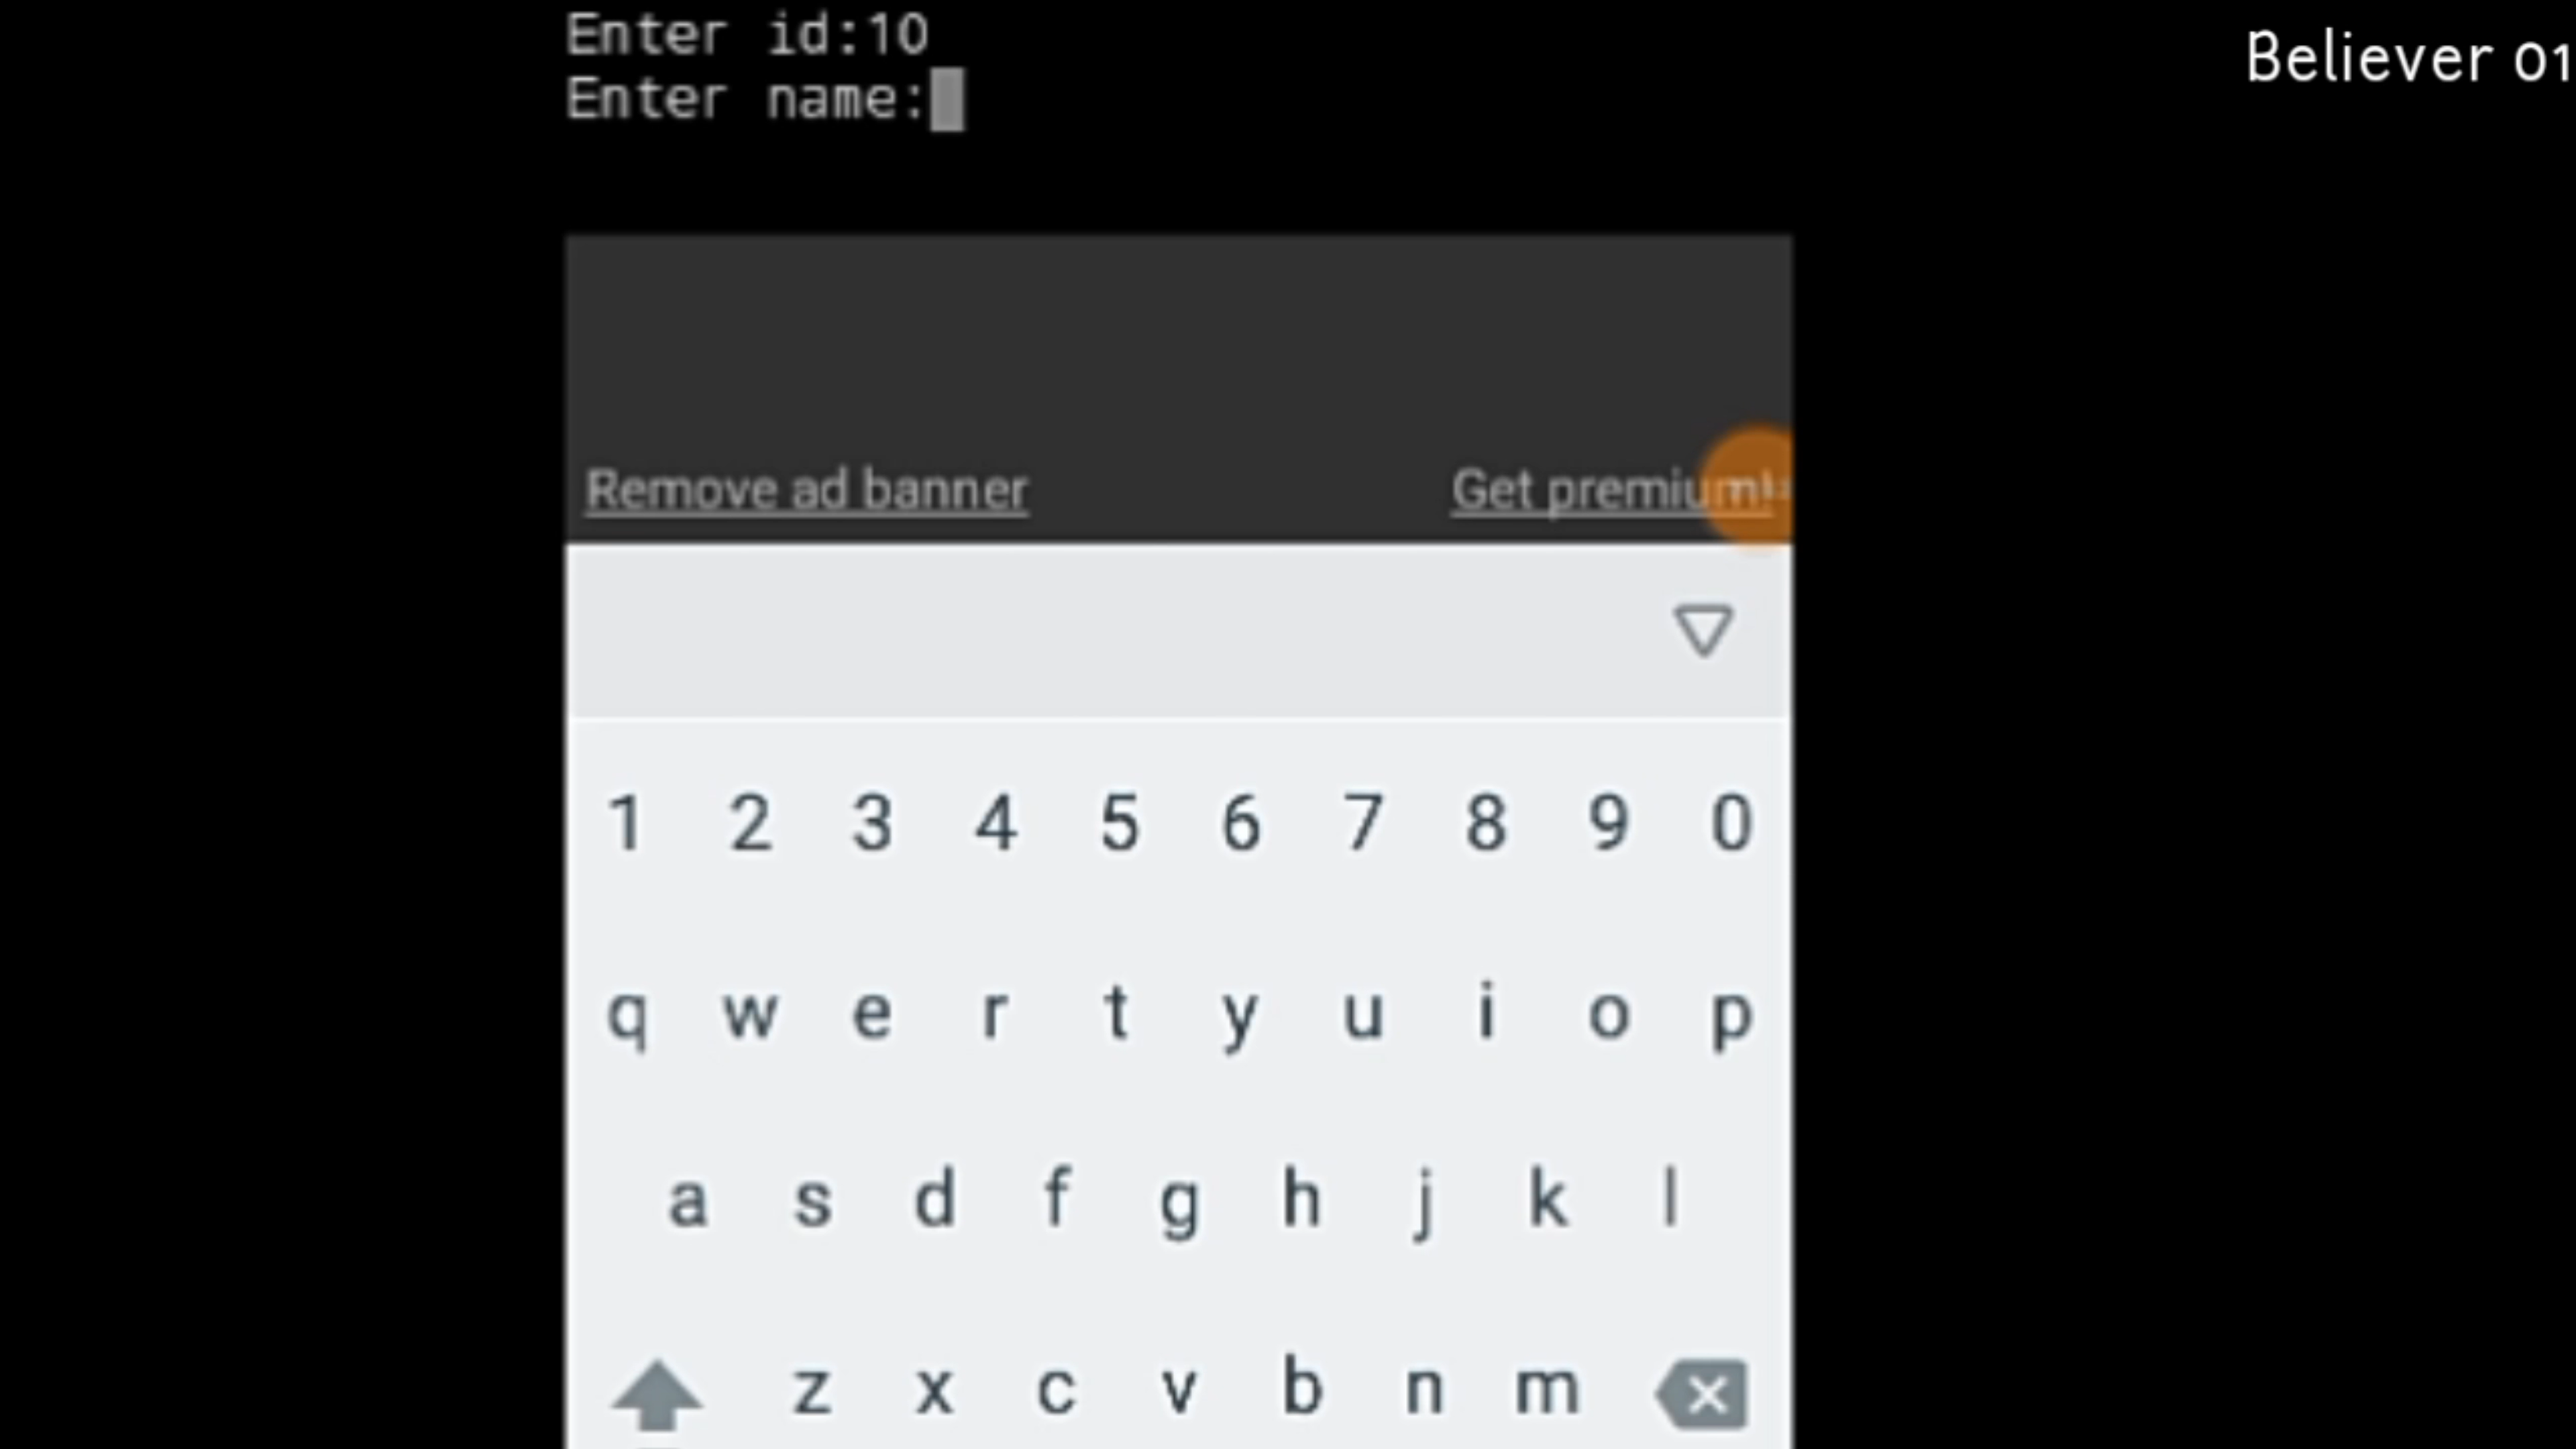 Enter id:10
Believer 01
Enter name:
Remove ad banner
Get premium!
1 2 3 4 5 6 7 8 9 0
q w e r t y u i o p
a s d f g h j k l
z x c v b n m